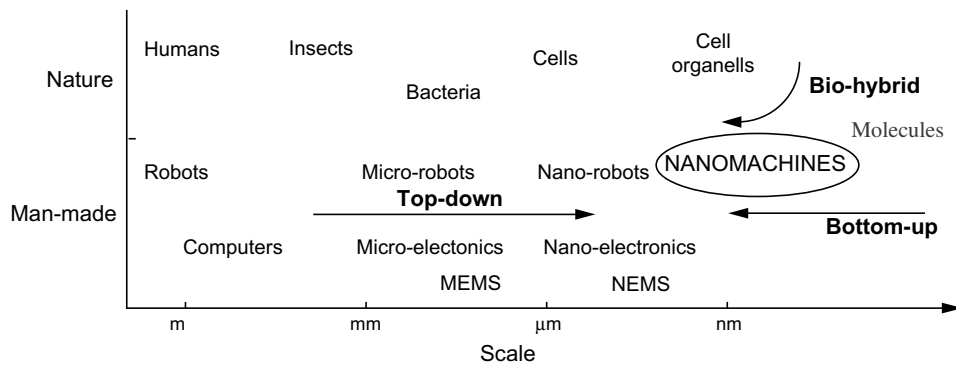 Humans
Insects
Cells
Cell
organells
Nature
Bacteria
Bio-hybrid
Molecules
Robots
Micro-robots
Nano-robots
NANOMACHINES
Top-down
Man-made
Bottom-up
Computers
Micro-electonics
Nano-electronics
MEMS
NEMS
m
mm
μm
nm
Scale